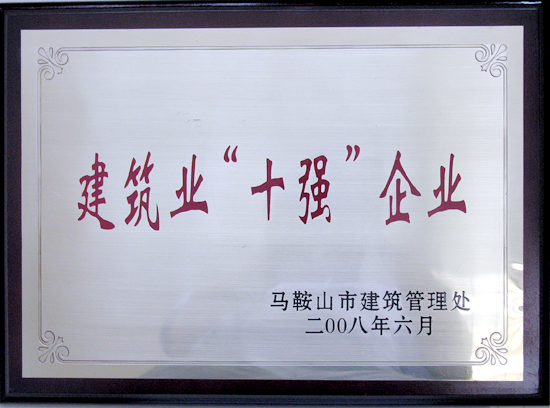 建筑业“十强”企业
马鞍山市建筑管理处
二00八年六月